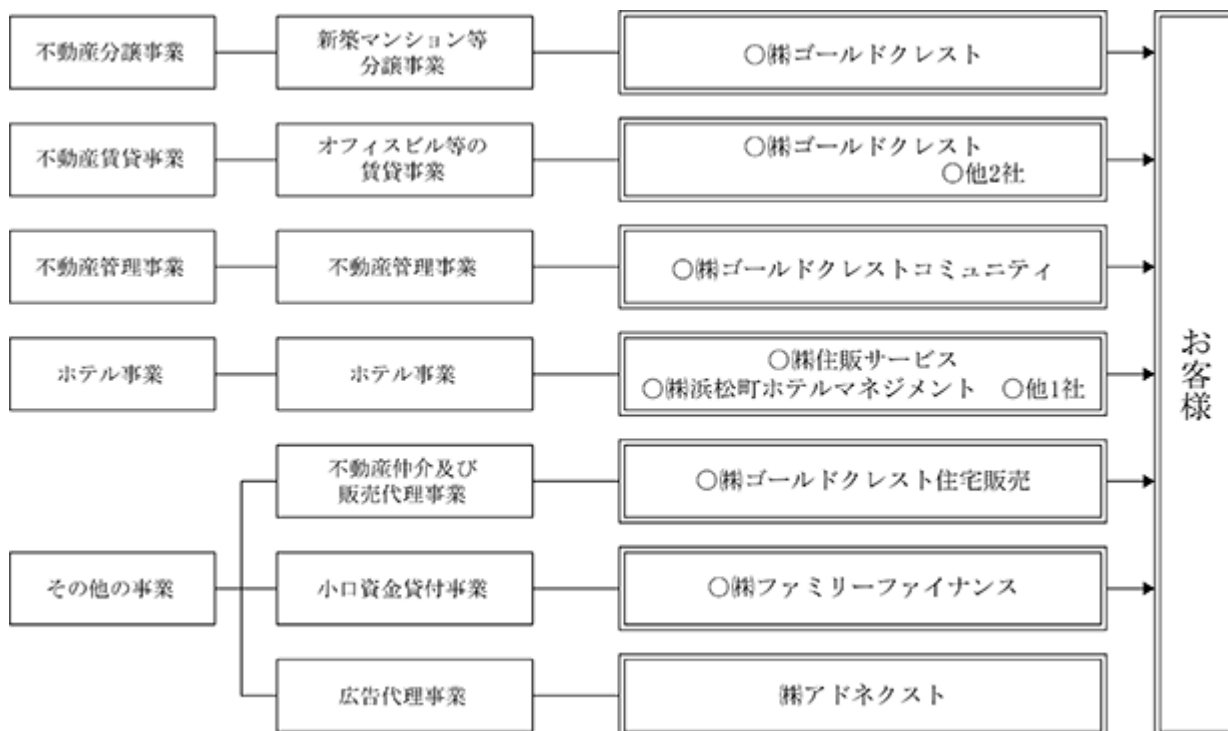 不動産分譲事業
新築マンション等
分譲事業
○㈱ゴールドクレスト
不動産賃貸事業
オフィスビル等の
賃貸事業
○㈱ゴールドクレスト
○他2社
不動産管理事業
不動産管理事業
○㈱ゴールドクレストコミュニティ
ホテル事業
ホテル事業
○㈱住販サービス
○㈱浜松町ホテルマネジメント　○他1社
不動産仲介及び
販売代理事業
○㈱ゴールドクレスト住宅販売
その他の事業
小口資金貸付事業
○㈱ファミリーファイナンス
広告代理事業
㈱アドネクスト
お客様